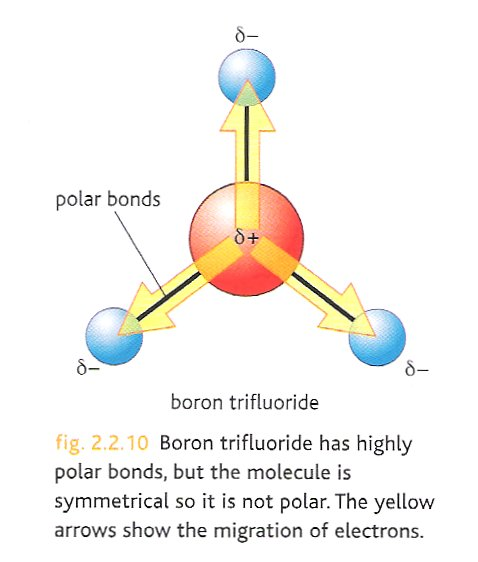 δ−
polar bonds
δ+
δ−
δ−
boron trifluoride
fig. 2.2.10 Boron trifluoride has highly
polar bonds, but the molecule is
symmetrical so it is not polar. The yellow
arrows show the migration of electrons.